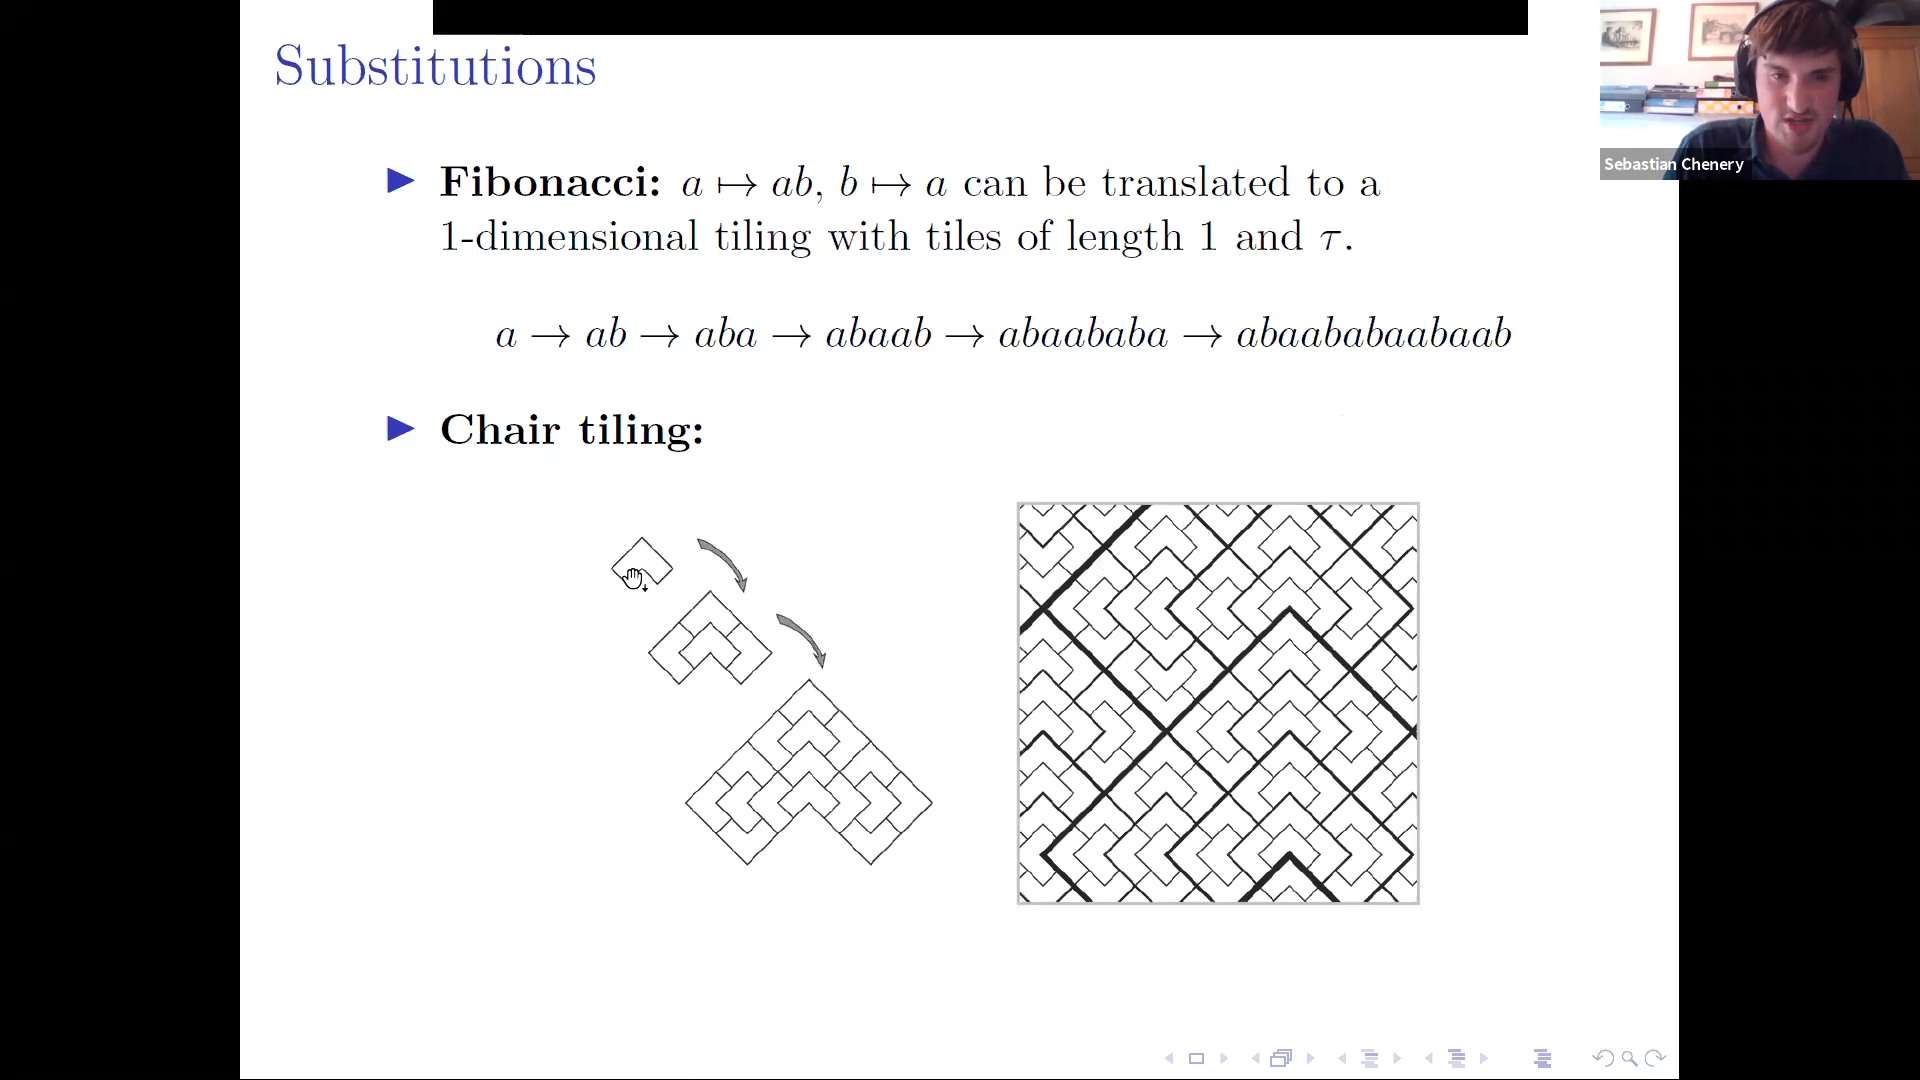 Substitutions
Sebastian Chenery
▶ Fibonacci: a ↦ ab, b ↦ a can be translated to a
1-dimensional tiling with tiles of length 1 and τ.
a → ab → aba → abaab → abaababa → abaababaabaab
▶ Chair tiling: